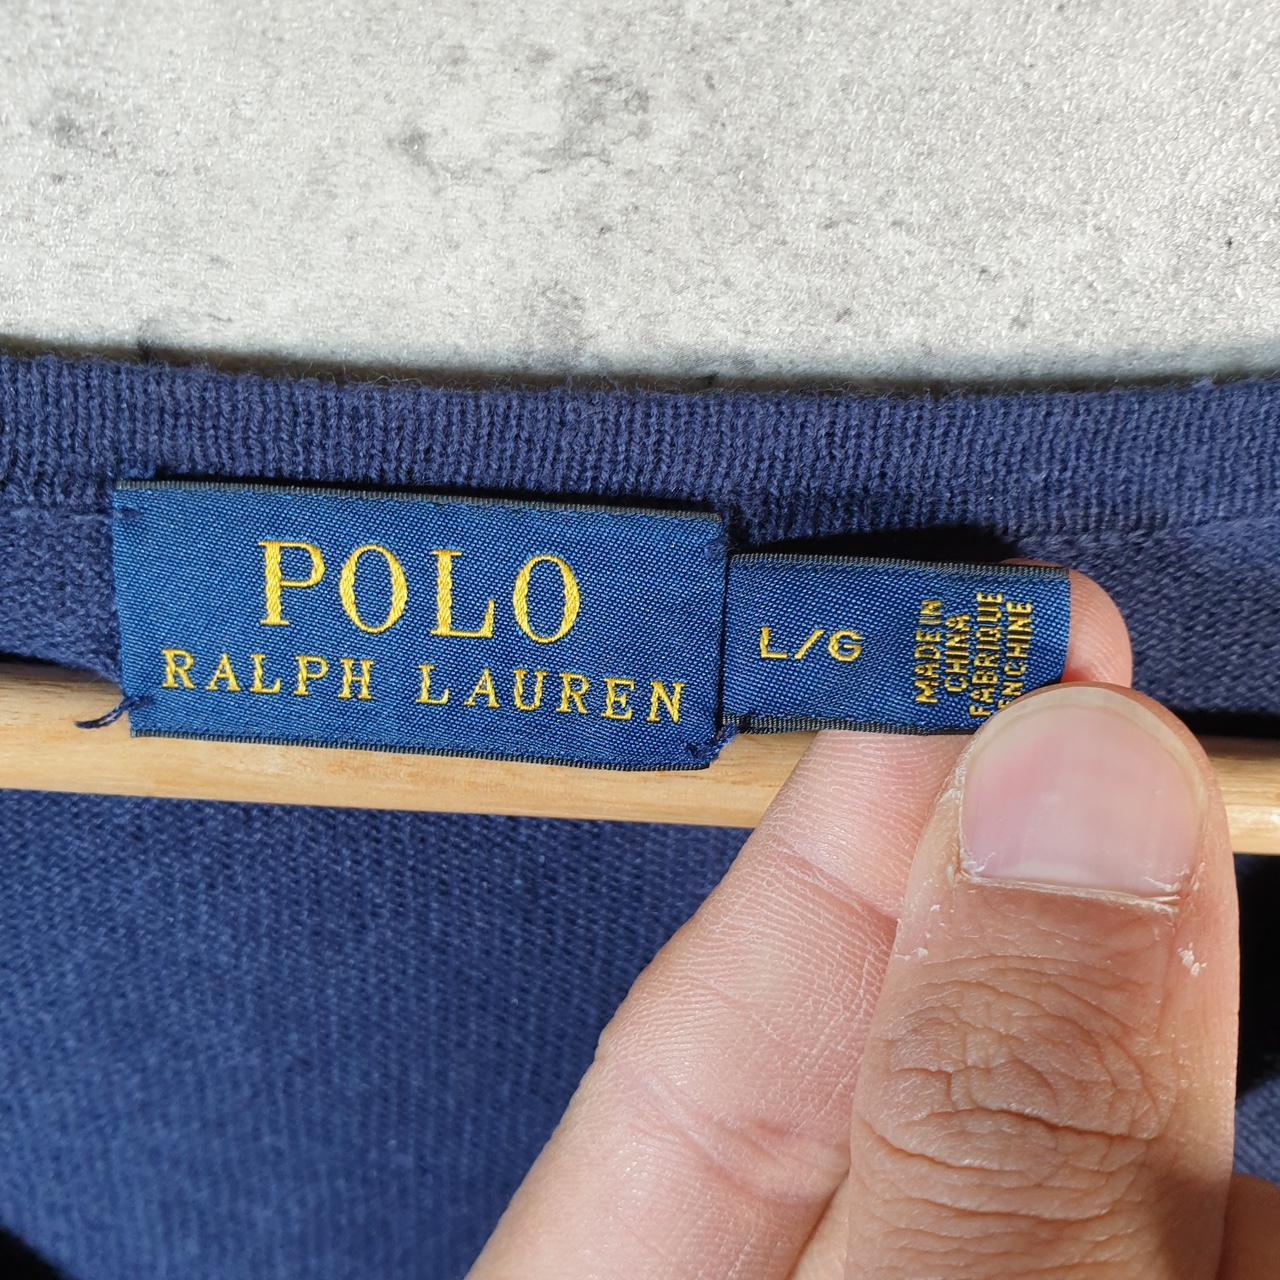 POLO
RALPH LAUREN
L/G
MADE IN
CHINA
FABRIQUE
EN CHINE